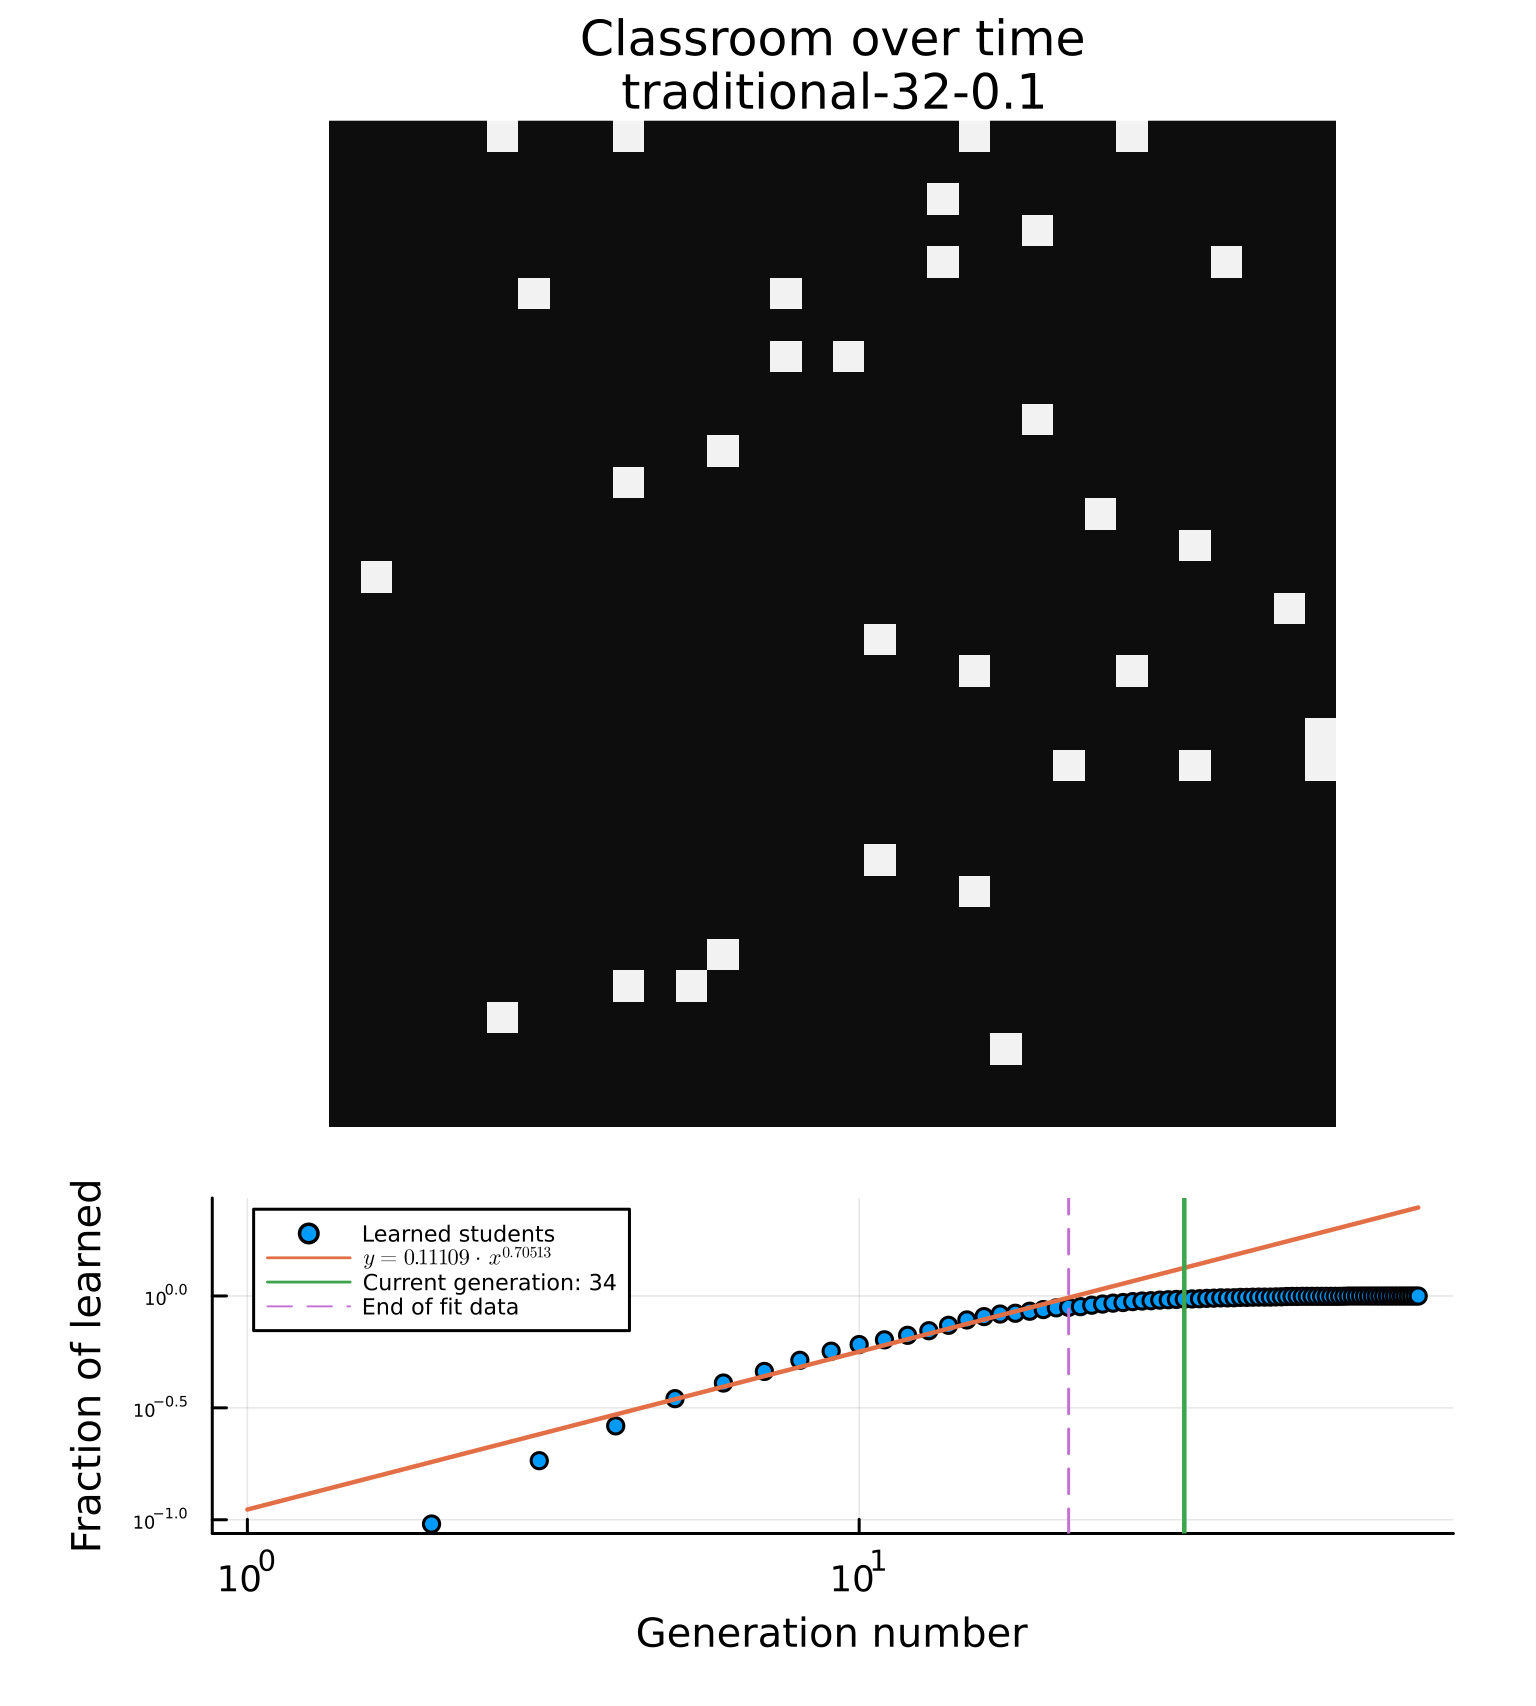 Classroom over time
traditional-32-0.1
Fraction of learned
Learned students
y = 0.11109 · x^0.70513
Current generation: 34
End of fit data
10^0.0
10^−0.5
10^−1.0
10^0
10^1
Generation number